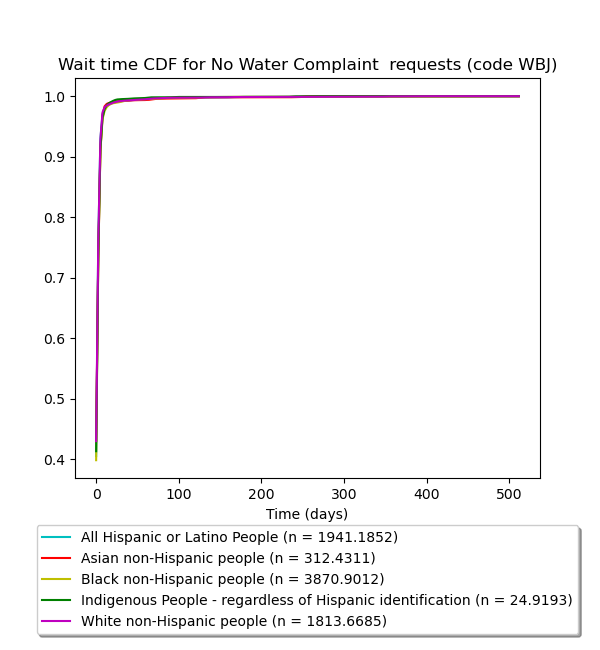 Wait time CDF for No Water Complaint  requests (code WBJ)
1.0
0.9
0.8
0.7
0.6
0.5
0.4
0 100 200 300 400 500
Time (days)
All Hispanic or Latino People (n = 1941.1852)
Asian non-Hispanic people (n = 312.4311)
Black non-Hispanic people (n = 3870.9012)
Indigenous People - regardless of Hispanic identification (n = 24.9193)
White non-Hispanic people (n = 1813.6685)